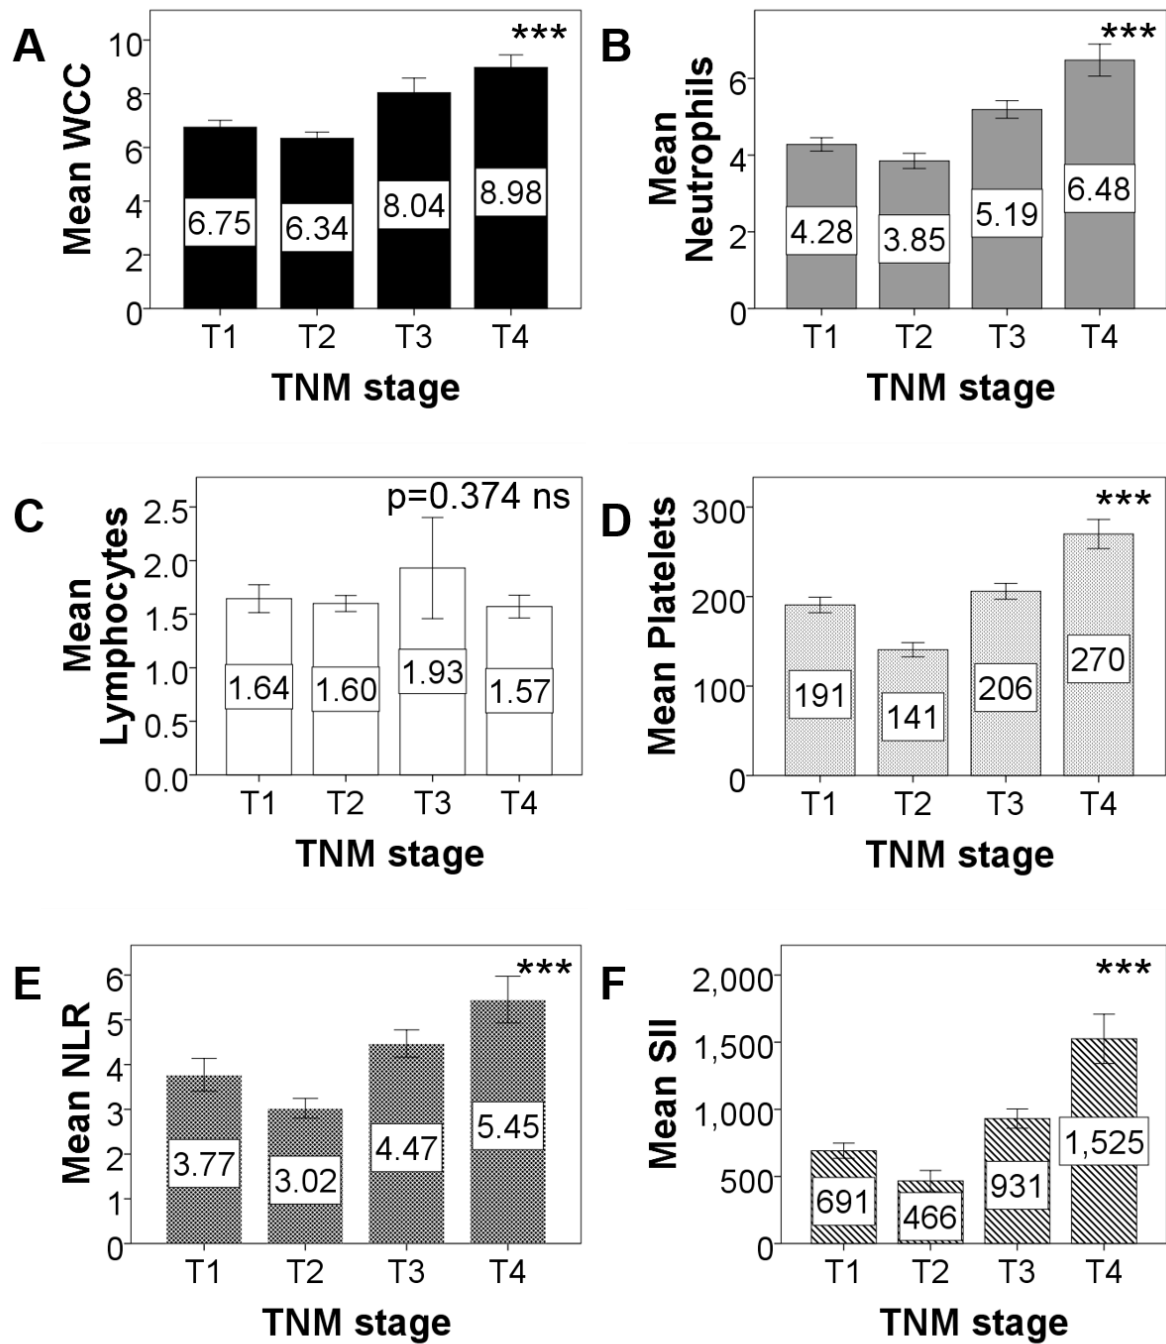 A
Mean WCC
10
8
6
4
2
0
***
6.75
6.34
8.04
8.98
T1 T2 T3 T4
TNM stage
B
Mean
Neutrophils
6
4
2
0
***
4.28
3.85
5.19
6.48
T1 T2 T3 T4
TNM stage
C
Mean
Lymphocytes
2.5
2.0
1.5
1.0
0.5
0.0
p=0.374 ns
1.64
1.60
1.93
1.57
T1 T2 T3 T4
TNM stage
D
Mean Platelets
300
200
100
0
***
191
141
206
270
T1 T2 T3 T4
TNM stage
E
Mean NLR
6
5
4
3
2
1
0
***
3.77
3.02
4.47
5.45
T1 T2 T3 T4
TNM stage
F
Mean SII
2,000
1,500
1,000
500
0
***
691
466
931
1,525
T1 T2 T3 T4
TNM stage